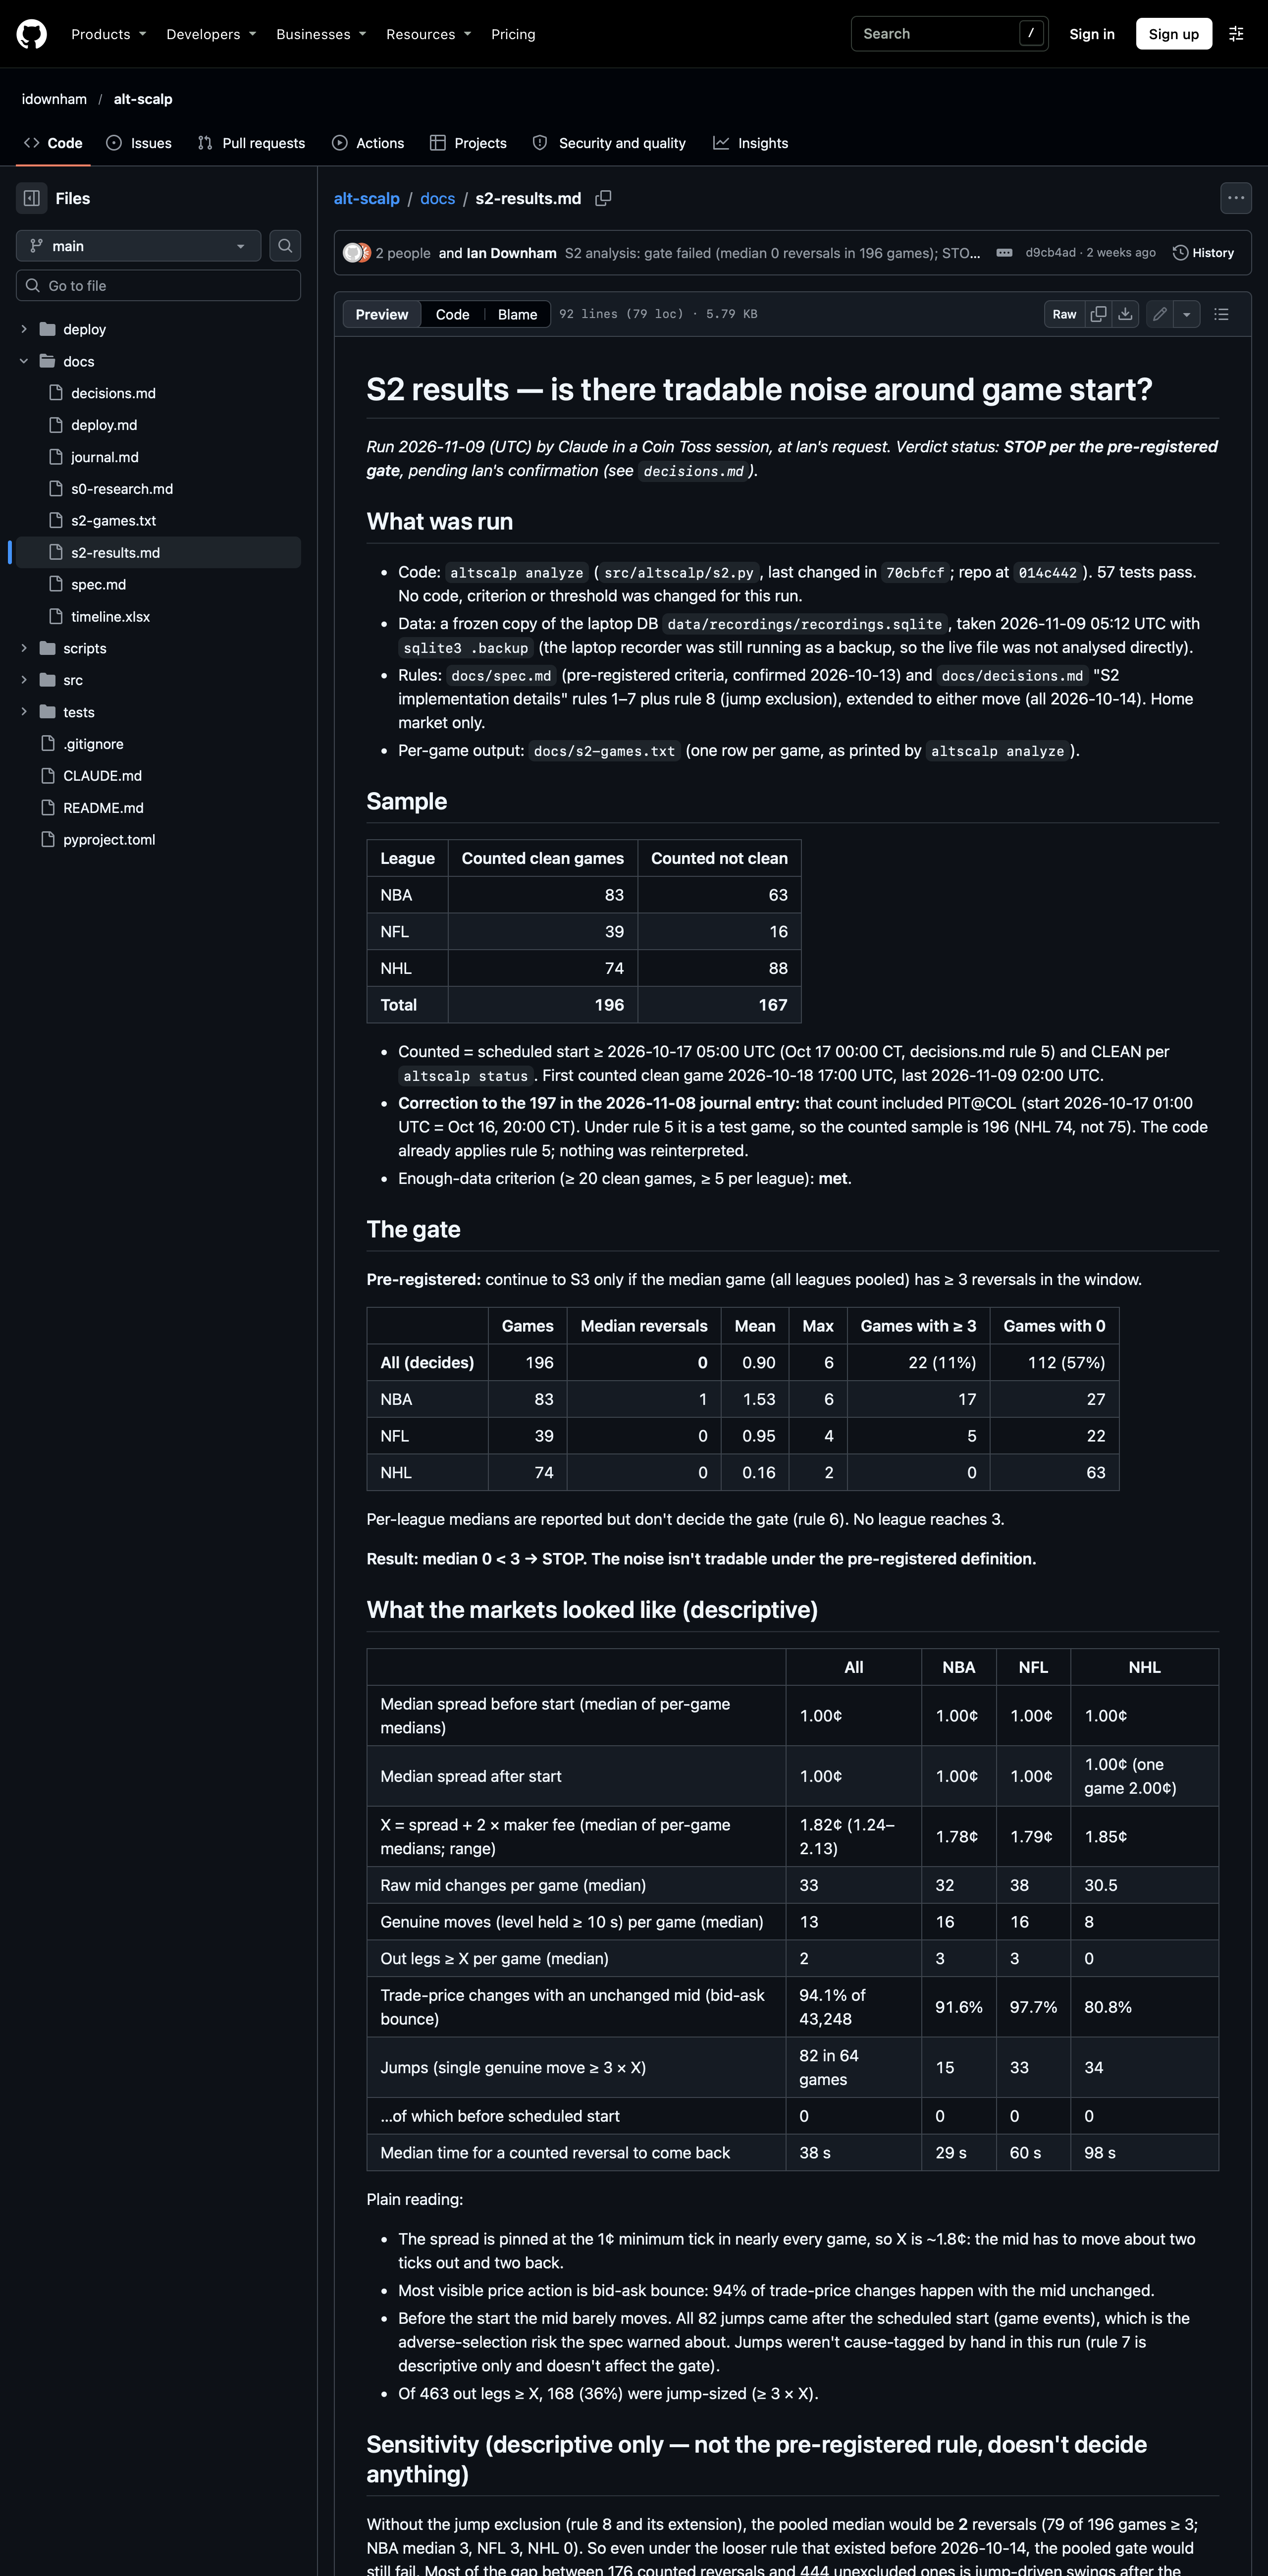 Products Developers Businesses Resources Pricing Search / Sign in Sign up
idownham / alt-scalp
Code Issues Pull requests Actions Projects Security and quality Insights
Files
main
Go to file
deploy
docs
decisions.md
deploy.md
journal.md
s0-research.md
s2-games.txt
s2-results.md
spec.md
timeline.xlsx
scripts
src
tests
.gitignore
CLAUDE.md
README.md
pyproject.toml
alt-scalp / docs / s2-results.md
2 people and Ian Downham S2 analysis: gate failed (median 0 reversals in 196 games); STO... d9cb4ad · 2 weeks ago History
Preview Code Blame 92 lines (79 loc) · 5.79 KB Raw
S2 results — is there tradable noise around game start?
Run 2026-11-09 (UTC) by Claude in a Coin Toss session, at Ian's request. Verdict status: STOP per the pre-registered
gate, pending Ian's confirmation (see decisions.md ).
What was run
• Code: altscalp analyze ( src/altscalp/s2.py , last changed in 70cbfcf ; repo at 014c442 ). 57 tests pass.
No code, criterion or threshold was changed for this run.
• Data: a frozen copy of the laptop DB data/recordings/recordings.sqlite , taken 2026-11-09 05:12 UTC with
sqlite3 .backup (the laptop recorder was still running as a backup, so the live file was not analysed directly).
• Rules: docs/spec.md (pre-registered criteria, confirmed 2026-10-13) and docs/decisions.md "S2
implementation details" rules 1–7 plus rule 8 (jump exclusion), extended to either move (all 2026-10-14). Home
market only.
• Per-game output: docs/s2-games.txt (one row per game, as printed by altscalp analyze ).
Sample
League Counted clean games Counted not clean
NBA 83 63
NFL 39 16
NHL 74 88
Total 196 167
• Counted = scheduled start ≥ 2026-10-17 05:00 UTC (Oct 17 00:00 CT, decisions.md rule 5) and CLEAN per
altscalp status . First counted clean game 2026-10-18 17:00 UTC, last 2026-11-09 02:00 UTC.
• Correction to the 197 in the 2026-11-08 journal entry: that count included PIT@COL (start 2026-10-17 01:00
UTC = Oct 16, 20:00 CT). Under rule 5 it is a test game, so the counted sample is 196 (NHL 74, not 75). The code
already applies rule 5; nothing was reinterpreted.
• Enough-data criterion (≥ 20 clean games, ≥ 5 per league): met.
The gate
Pre-registered: continue to S3 only if the median game (all leagues pooled) has ≥ 3 reversals in the window.
Games Median reversals Mean Max Games with ≥ 3 Games with 0
All (decides) 196 0 0.90 6 22 (11%) 112 (57%)
NBA 83 1 1.53 6 17 27
NFL 39 0 0.95 4 5 22
NHL 74 0 0.16 2 0 63
Per-league medians are reported but don't decide the gate (rule 6). No league reaches 3.
Result: median 0 < 3 → STOP. The noise isn't tradable under the pre-registered definition.
What the markets looked like (descriptive)
All NBA NFL NHL
Median spread before start (median of per-game
medians) 1.00¢ 1.00¢ 1.00¢ 1.00¢
Median spread after start 1.00¢ 1.00¢ 1.00¢ 1.00¢ (one
game 2.00¢)
X = spread + 2 × maker fee (median of per-game
medians; range) 1.82¢ (1.24–
2.13) 1.78¢ 1.79¢ 1.85¢
Raw mid changes per game (median) 33 32 38 30.5
Genuine moves (level held ≥ 10 s) per game (median) 13 16 16 8
Out legs ≥ X per game (median) 2 3 3 0
Trade-price changes with an unchanged mid (bid-ask
bounce) 94.1% of
43,248 91.6% 97.7% 80.8%
Jumps (single genuine move ≥ 3 × X) 82 in 64
games 15 33 34
...of which before scheduled start 0 0 0 0
Median time for a counted reversal to come back 38 s 29 s 60 s 98 s
Plain reading:
• The spread is pinned at the 1¢ minimum tick in nearly every game, so X is ~1.8¢: the mid has to move about two
ticks out and two back.
• Most visible price action is bid-ask bounce: 94% of trade-price changes happen with the mid unchanged.
• Before the start the mid barely moves. All 82 jumps came after the scheduled start (game events), which is the
adverse-selection risk the spec warned about. Jumps weren't cause-tagged by hand in this run (rule 7 is
descriptive only and doesn't affect the gate).
• Of 463 out legs ≥ X, 168 (36%) were jump-sized (≥ 3 × X).
Sensitivity (descriptive only — not the pre-registered rule, doesn't decide
anything)
Without the jump exclusion (rule 8 and its extension), the pooled median would be 2 reversals (79 of 196 games ≥ 3;
NBA median 3, NFL 3, NHL 0). So even under the looser rule that existed before 2026-10-14, the pooled gate would
still fail. Most of the gap between 176 counted reversals and 444 unexcluded ones is jump-driven swings after the